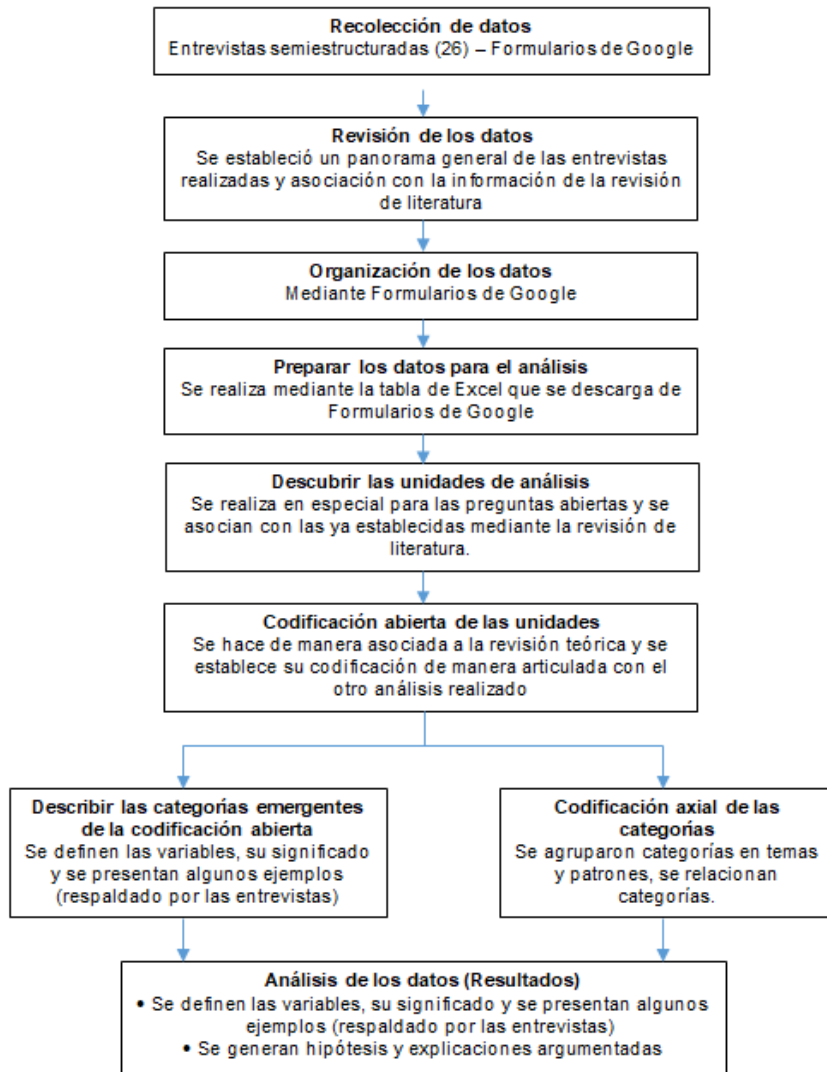 Recolección de datos
Entrevistas semiestructuradas (26) – Formularios de Google
Revisión de los datos
Se estableció un panorama general de las entrevistas
realizadas y asociación con la información de la revisión
de literatura
Organización de los datos
Mediante Formularios de Google
Preparar los datos para el análisis
Se realiza mediante la tabla de Excel que se descarga de
Formularios de Google
Descubrir las unidades de análisis
Se realiza en especial para las preguntas abiertas y se
asocian con las ya establecidas mediante la revisión de
literatura.
Codificación abierta de las unidades
Se hace de manera asociada a la revisión teórica y se
establece su codificación de manera articulada con el
otro análisis realizado
Describir las categorías emergentes
de la codificación abierta
Se definen las variables, su significado
y se presentan algunos ejemplos
(respaldado por las entrevistas)
Codificación axial de las
categorías
Se agruparon categorías en temas
y patrones, se relacionan
categorías.
Análisis de los datos (Resultados)
• Se definen las variables, su significado y se presentan algunos
ejemplos (respaldado por las entrevistas)
• Se generan hipótesis y explicaciones argumentadas